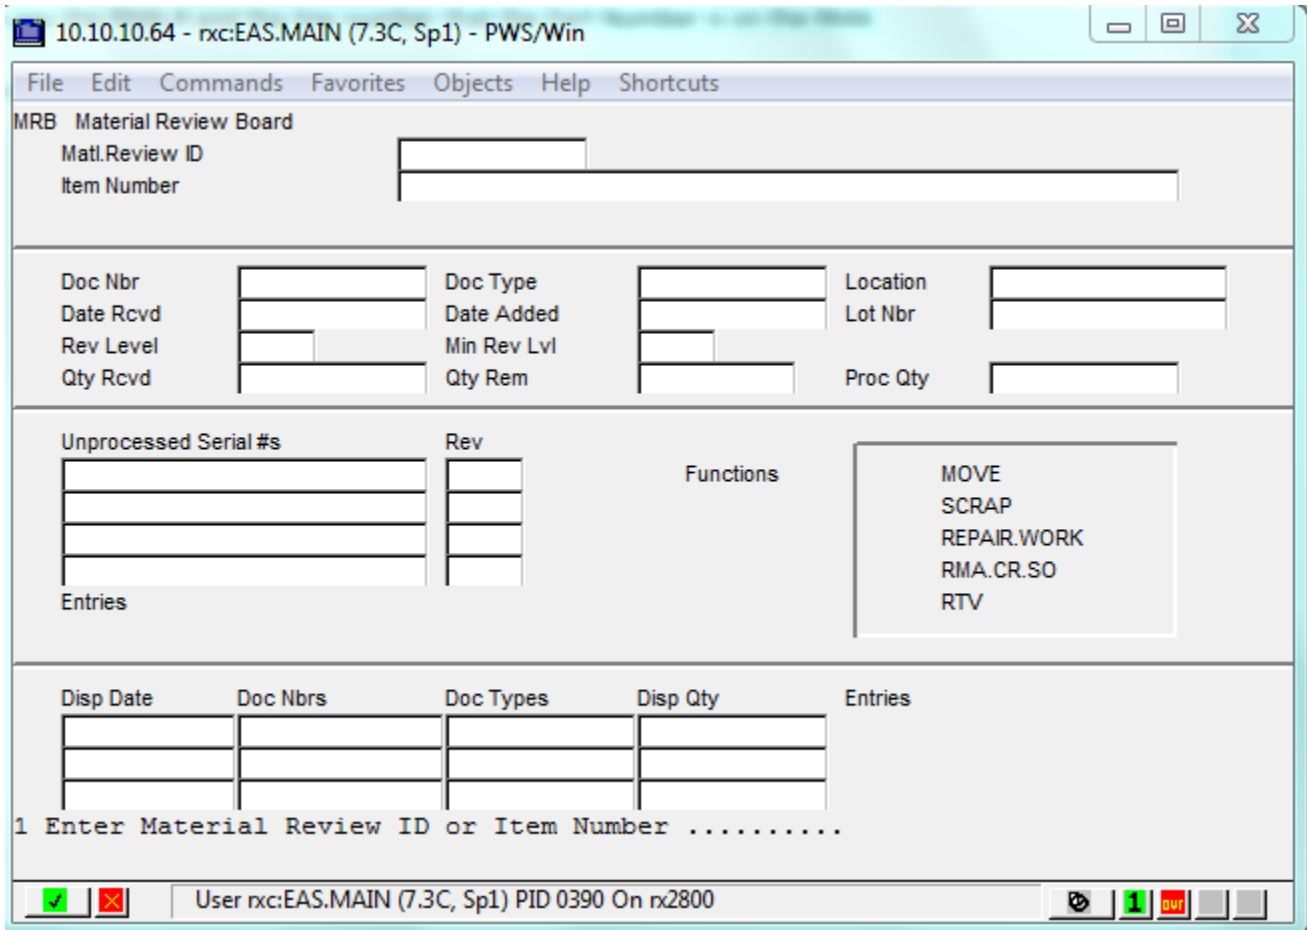 10.10.10.64 - rxc:EAS.MAIN (7.3C, Sp1) - PWS/Win
File Edit Commands Favorites Objects Help Shortcuts
MRB Material Review Board
Matl.Review ID
Item Number
Doc Nbr Doc Type Location
Date Rcvd Date Added Lot Nbr
Rev Level Min Rev Lvl
Qty Rcvd Qty Rem Proc Qty
Unprocessed Serial #s Rev
Functions MOVE
SCRAP
REPAIR.WORK
RMA.CR.SO
Entries RTV
Disp Date Doc Nbrs Doc Types Disp Qty Entries
1 Enter Material Review ID or Item Number ..........
User rxc:EAS.MAIN (7.3C, Sp1) PID 0390 On rx2800 1 ovr